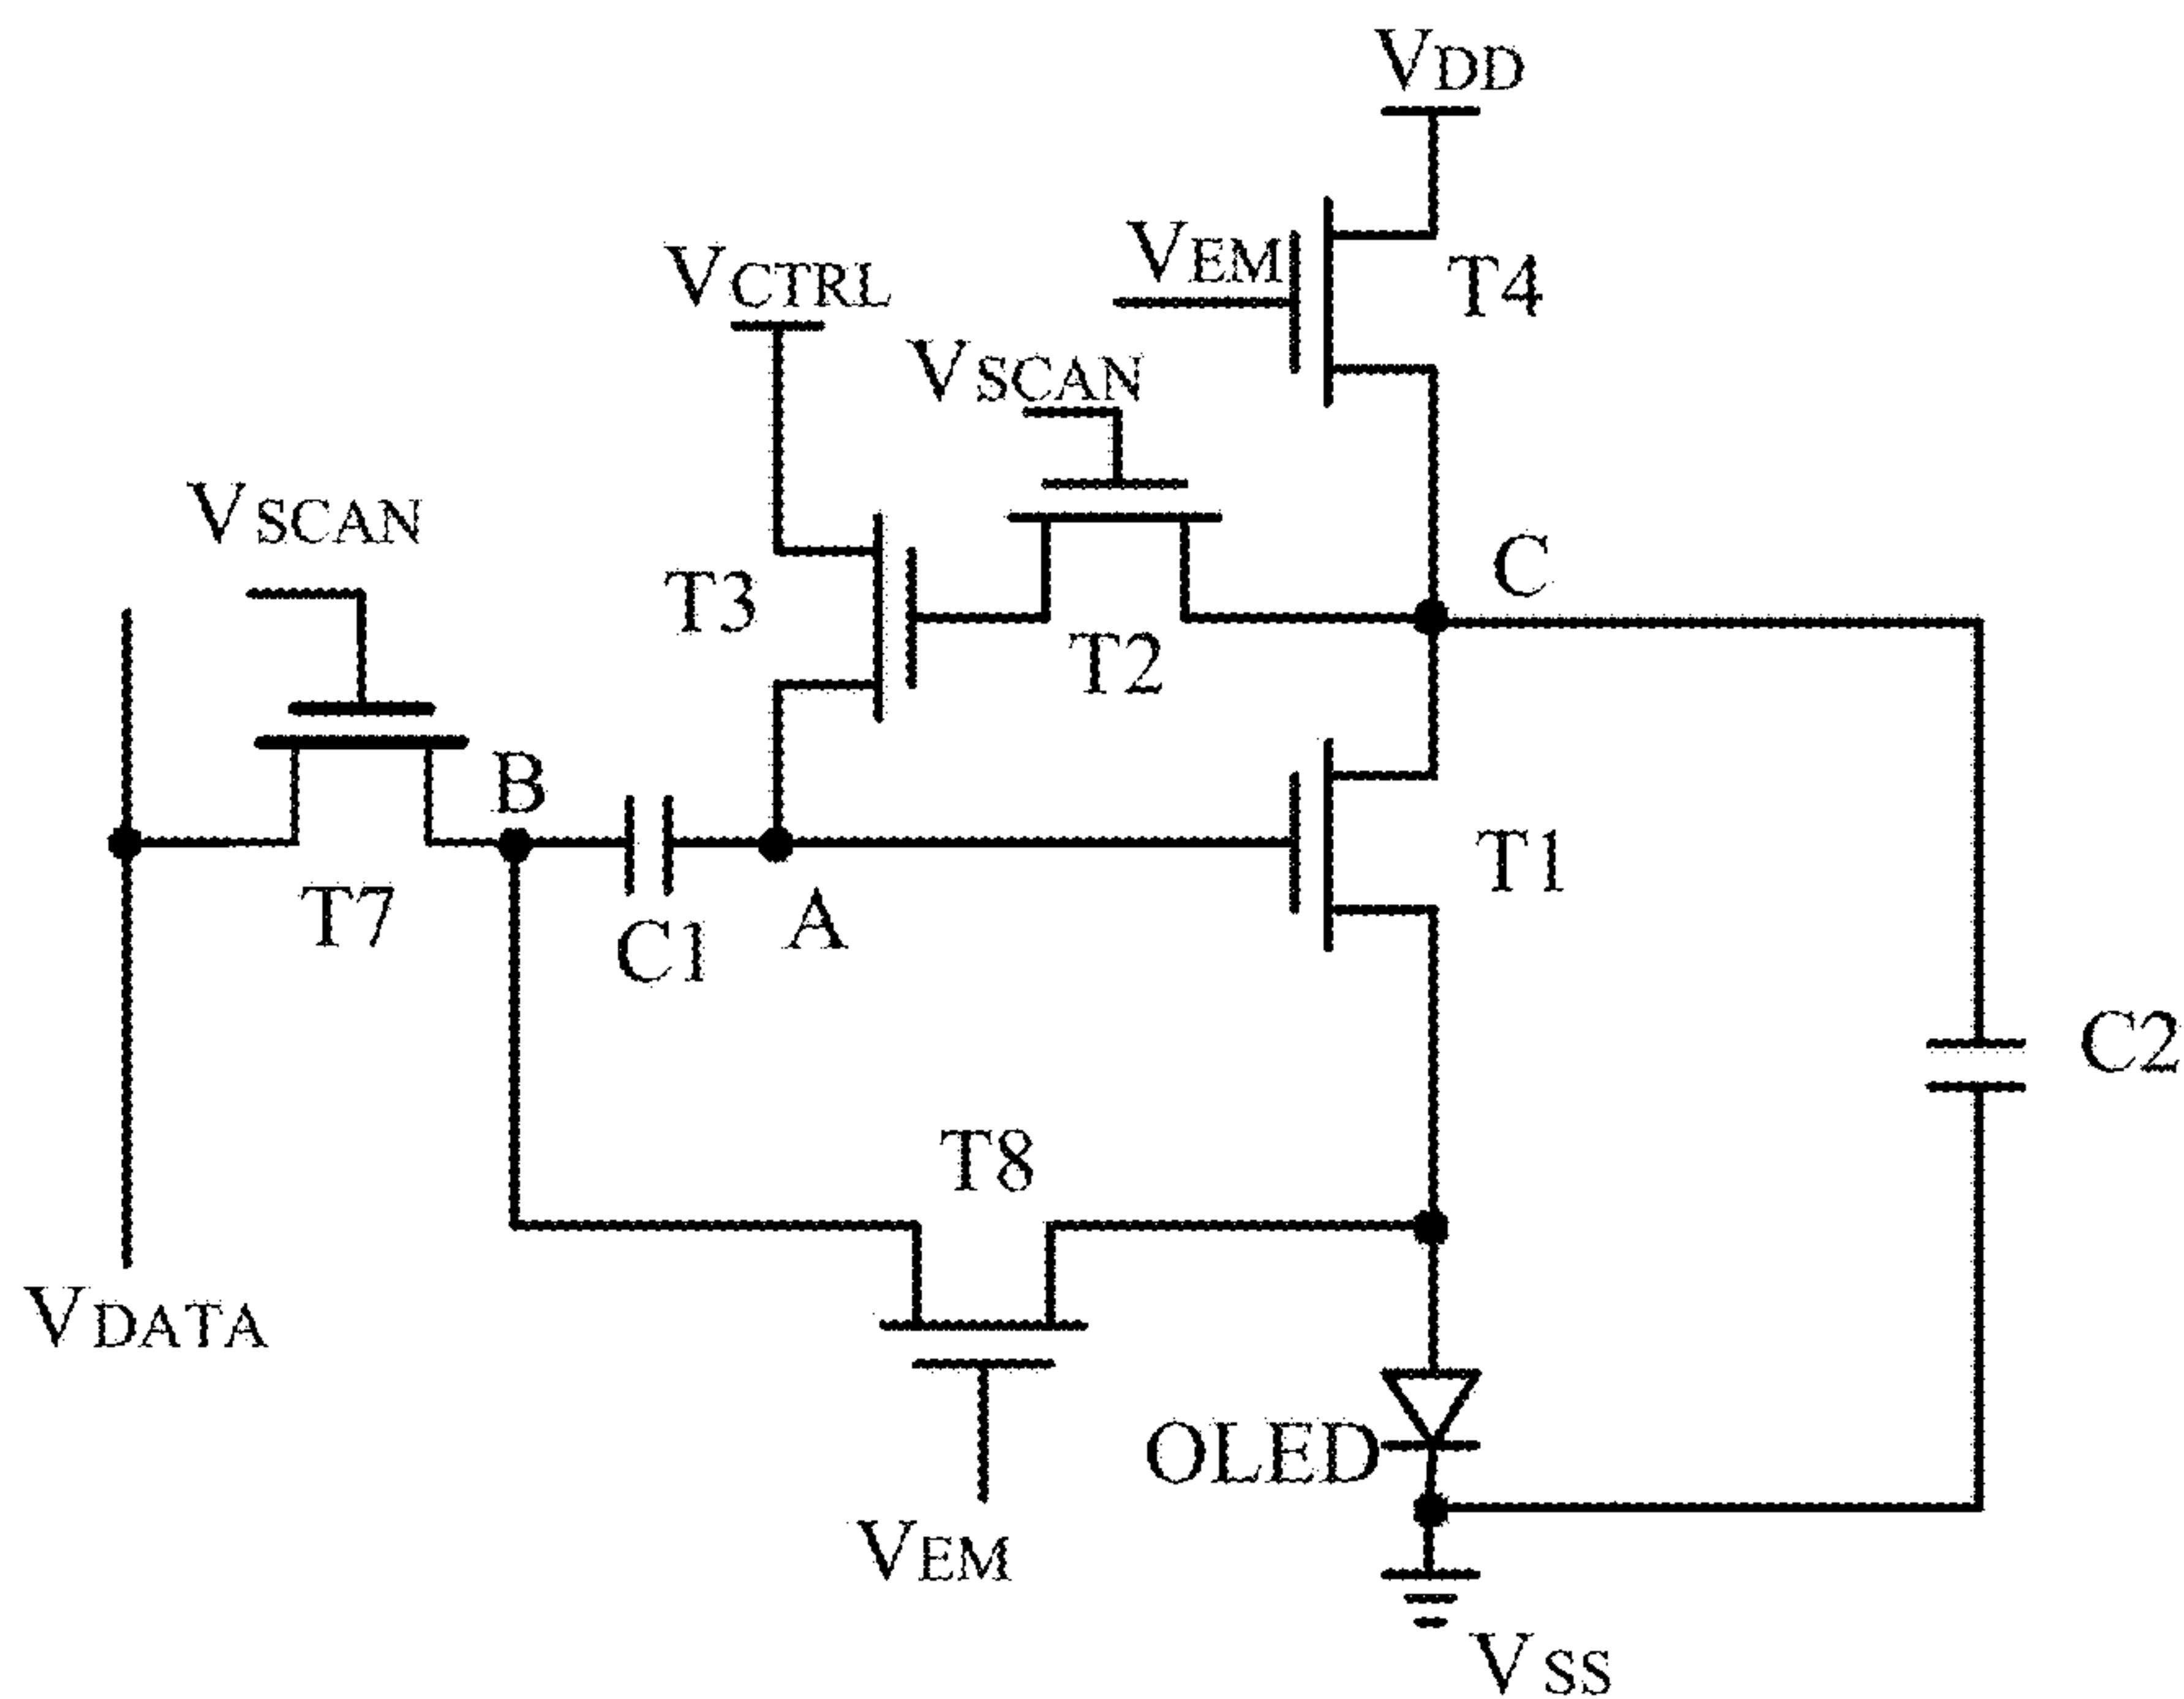 VDD
VEM
T4
VCTRL
VSCAN
VSCAN
C
T3
T2
B
T1
T7
A
C1
C2
T8
VDATA
OLED
VEM
VSS